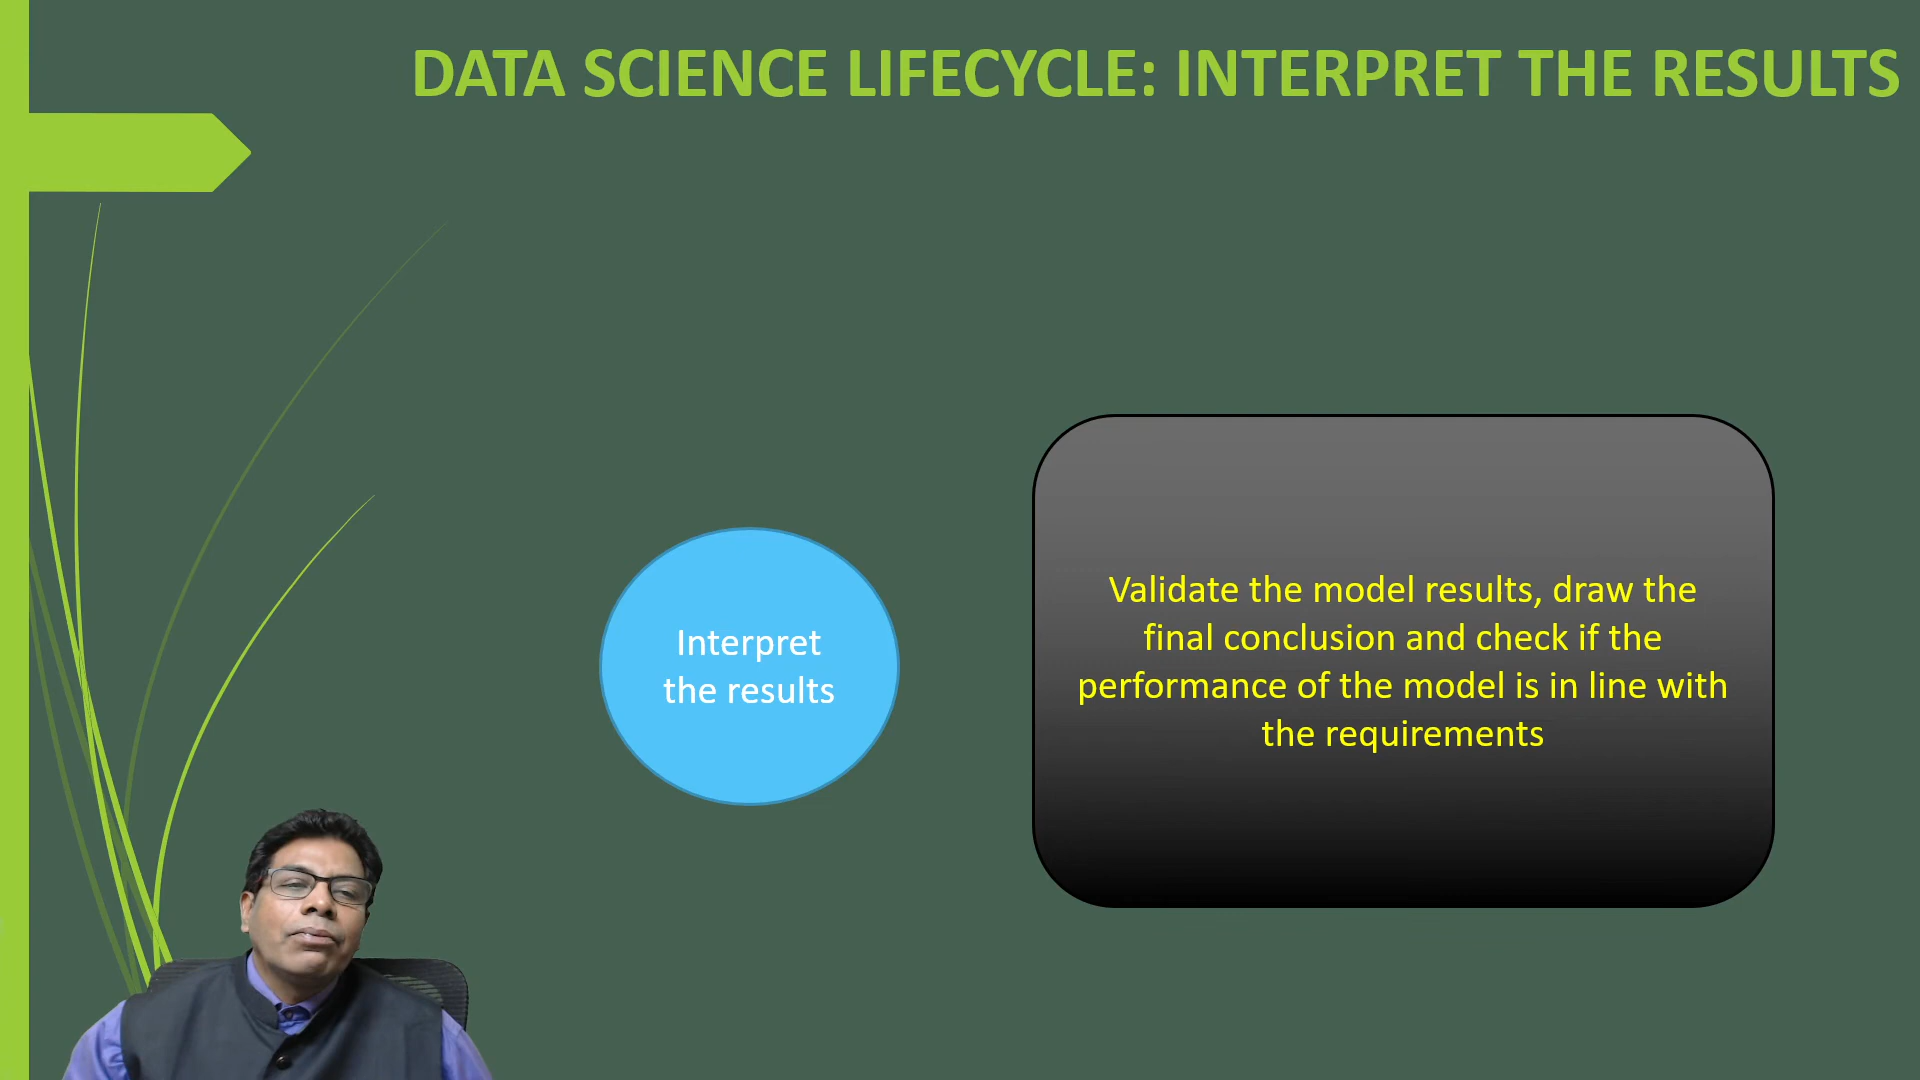 DATA SCIENCE LIFECYCLE: INTERPRET THE RESULTS
Interpret
the results
Validate the model results, draw the
final conclusion and check if the
performance of the model is in line with
the requirements